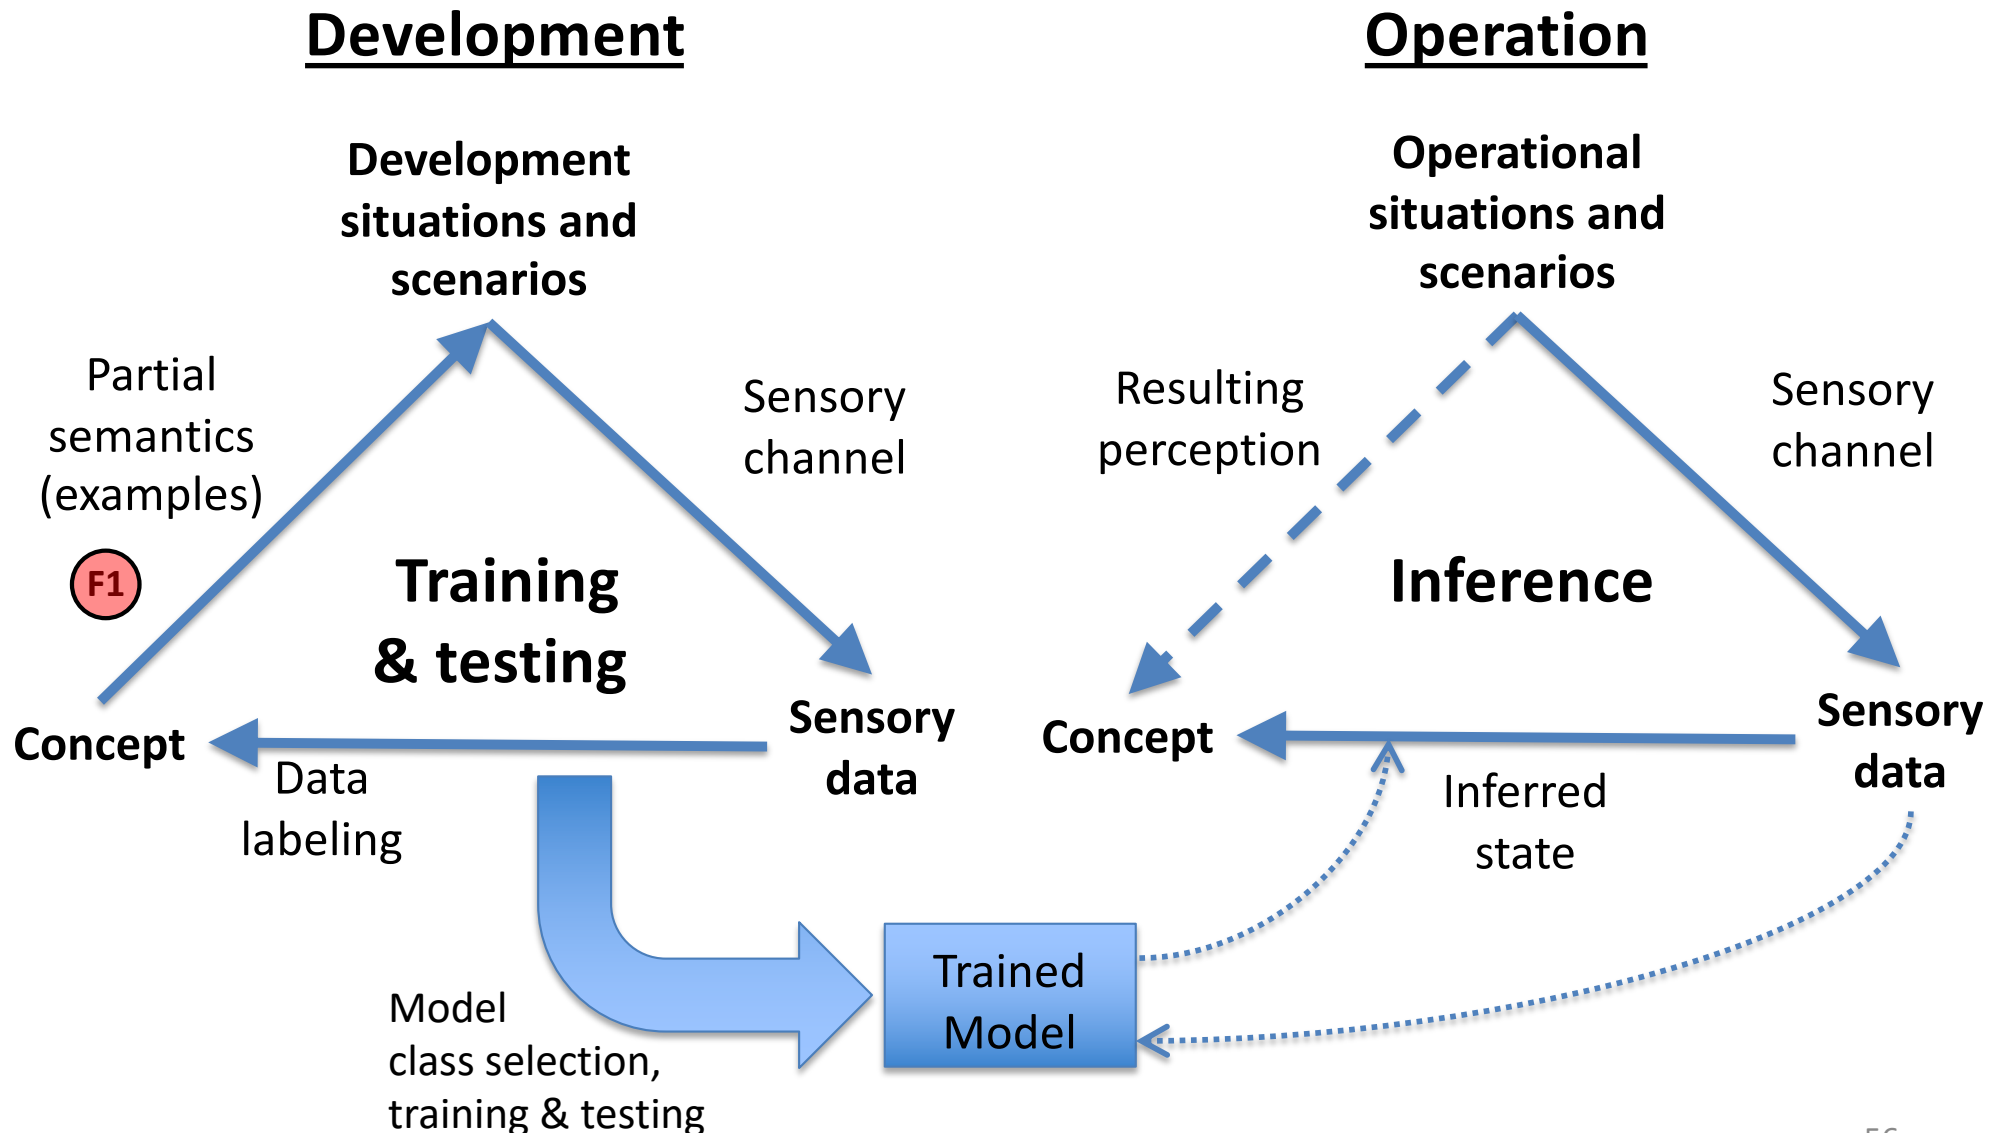 Development
Operation
Development
situations and
scenarios
Operational
situations and
scenarios
Partial
semantics
(examples)
Sensory
channel
Resulting
perception
Sensory
channel
F1
Training
& testing
Inference
Concept
Sensory
data
Concept
Sensory
data
Data
labeling
Inferred
state
Trained
Model
Model
class selection,
training & testing